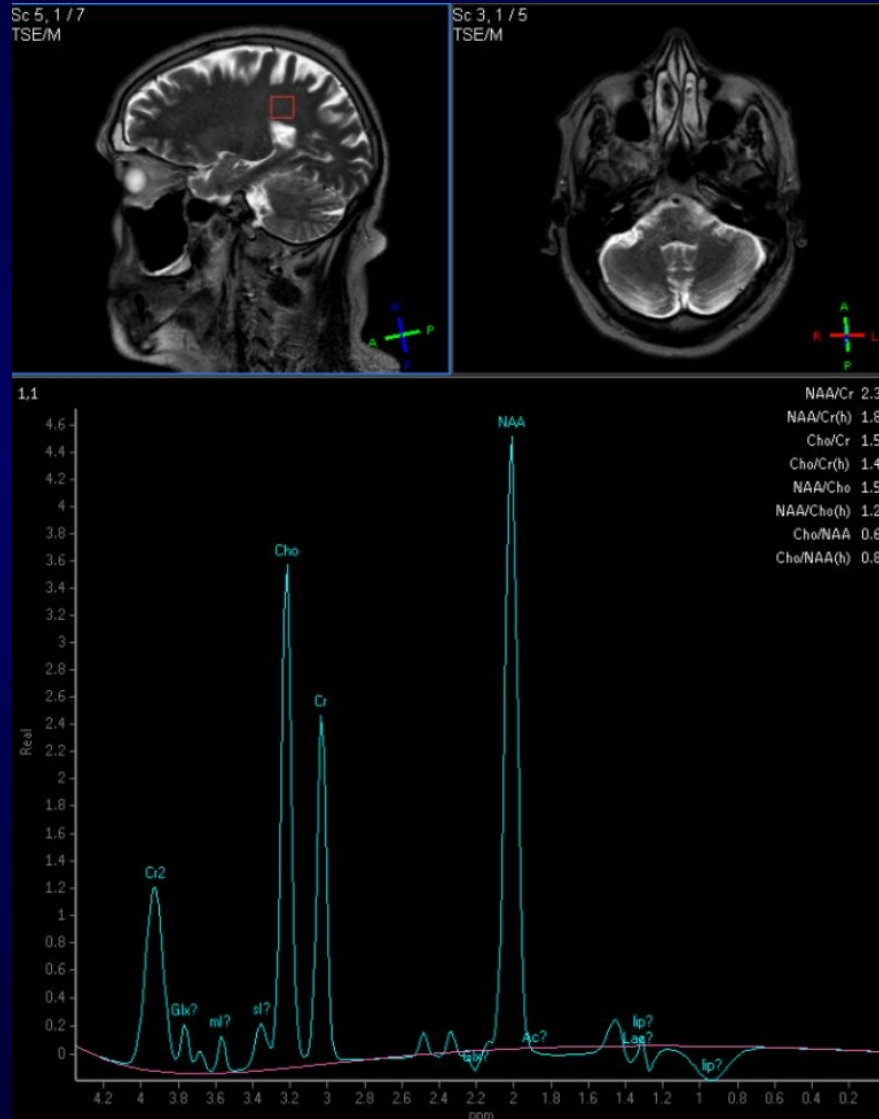 Sc 5, 1 / 7
TSE/M
Sc 3, 1 / 5
TSE/M
H
A P
F
A
R L
P
1,1
NAA/Cr 2.3
NAA/Cr(h) 1.8
Cho/Cr 1.5
Cho/Cr(h) 1.4
NAA/Cho 1.5
NAA/Cho(h) 1.2
Cho/NAA 0.6
Cho/NAA(h) 0.8
NAA
Cho
Cr
Cr2
Glx?
mI?
sI?
Glx?
Ac?
lip?
Lac?
lip?
Real
4.6
4.4
4.2
4
3.8
3.6
3.4
3.2
3
2.8
2.6
2.4
2.2
2
1.8
1.6
1.4
1.2
1
0.8
0.6
0.4
0.2
0
4.2 4 3.8 3.6 3.4 3.2 3 2.8 2.6 2.4 2.2 2 1.8 1.6 1.4 1.2 1 0.8 0.6 0.4 0.2
ppm